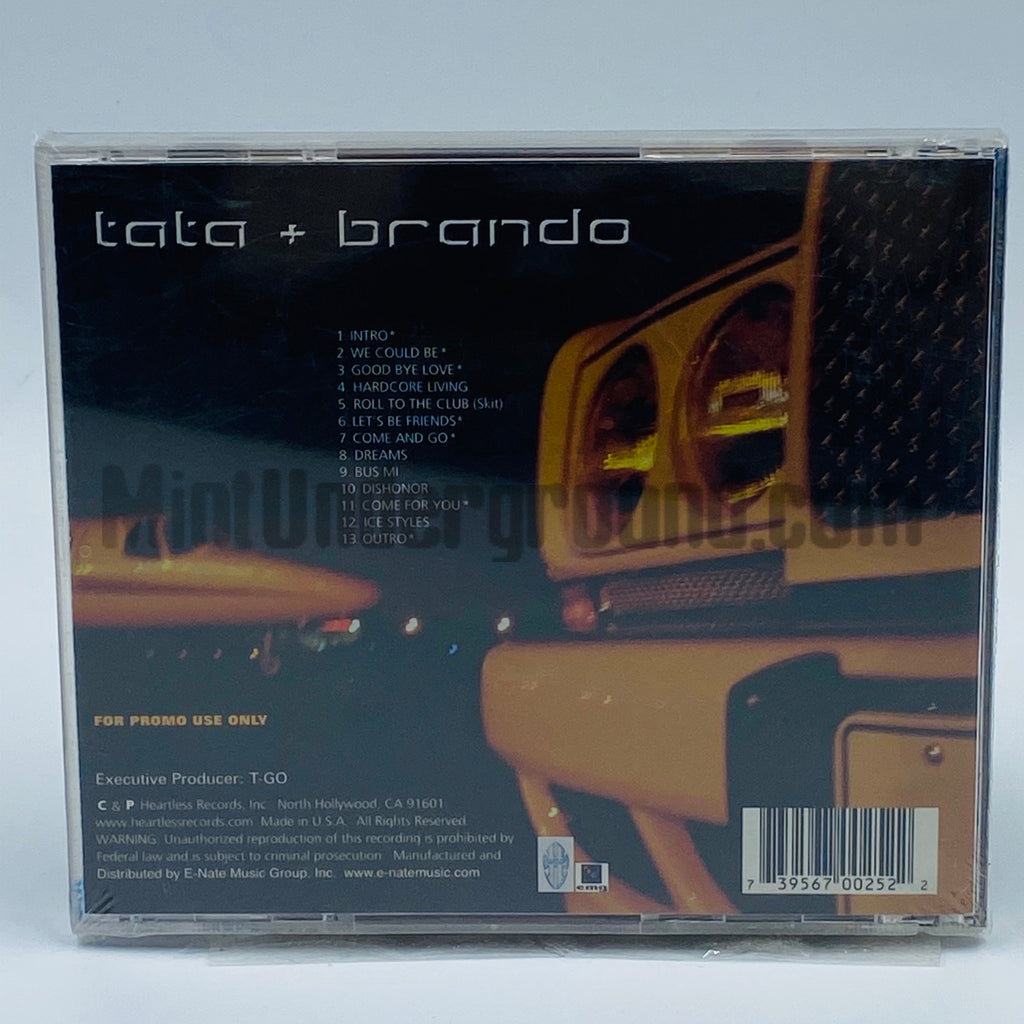 tata + brando
1 INTRO*
2 WE COULD BE*
3 GOOD BYE LOVE*
4 HARDCORE LIVING
5 ROLL TO THE CLUB (Skit)
6 LET'S BE FRIENDS*
7 COME AND GO*
8 DREAMS
9 BUS MI
10 DISHONOR
11 COME FOR YOU*
12 ICE STYLES
13 OUTRO*
MintUnderground.com
FOR PROMO USE ONLY
Executive Producer: T-GO
C & P Heartless Records, Inc North Hollywood, CA 91601
www.heartlessrecords.com Made in U.S.A. All Rights Reserved.
WARNING: Unauthorized reproduction of this recording is prohibited by
Federal law and is subject to criminal prosecution Manufactured and
Distributed by E-Nate Music Group, Inc. www.e-natemusic.com
emg
7 39567 00252 2